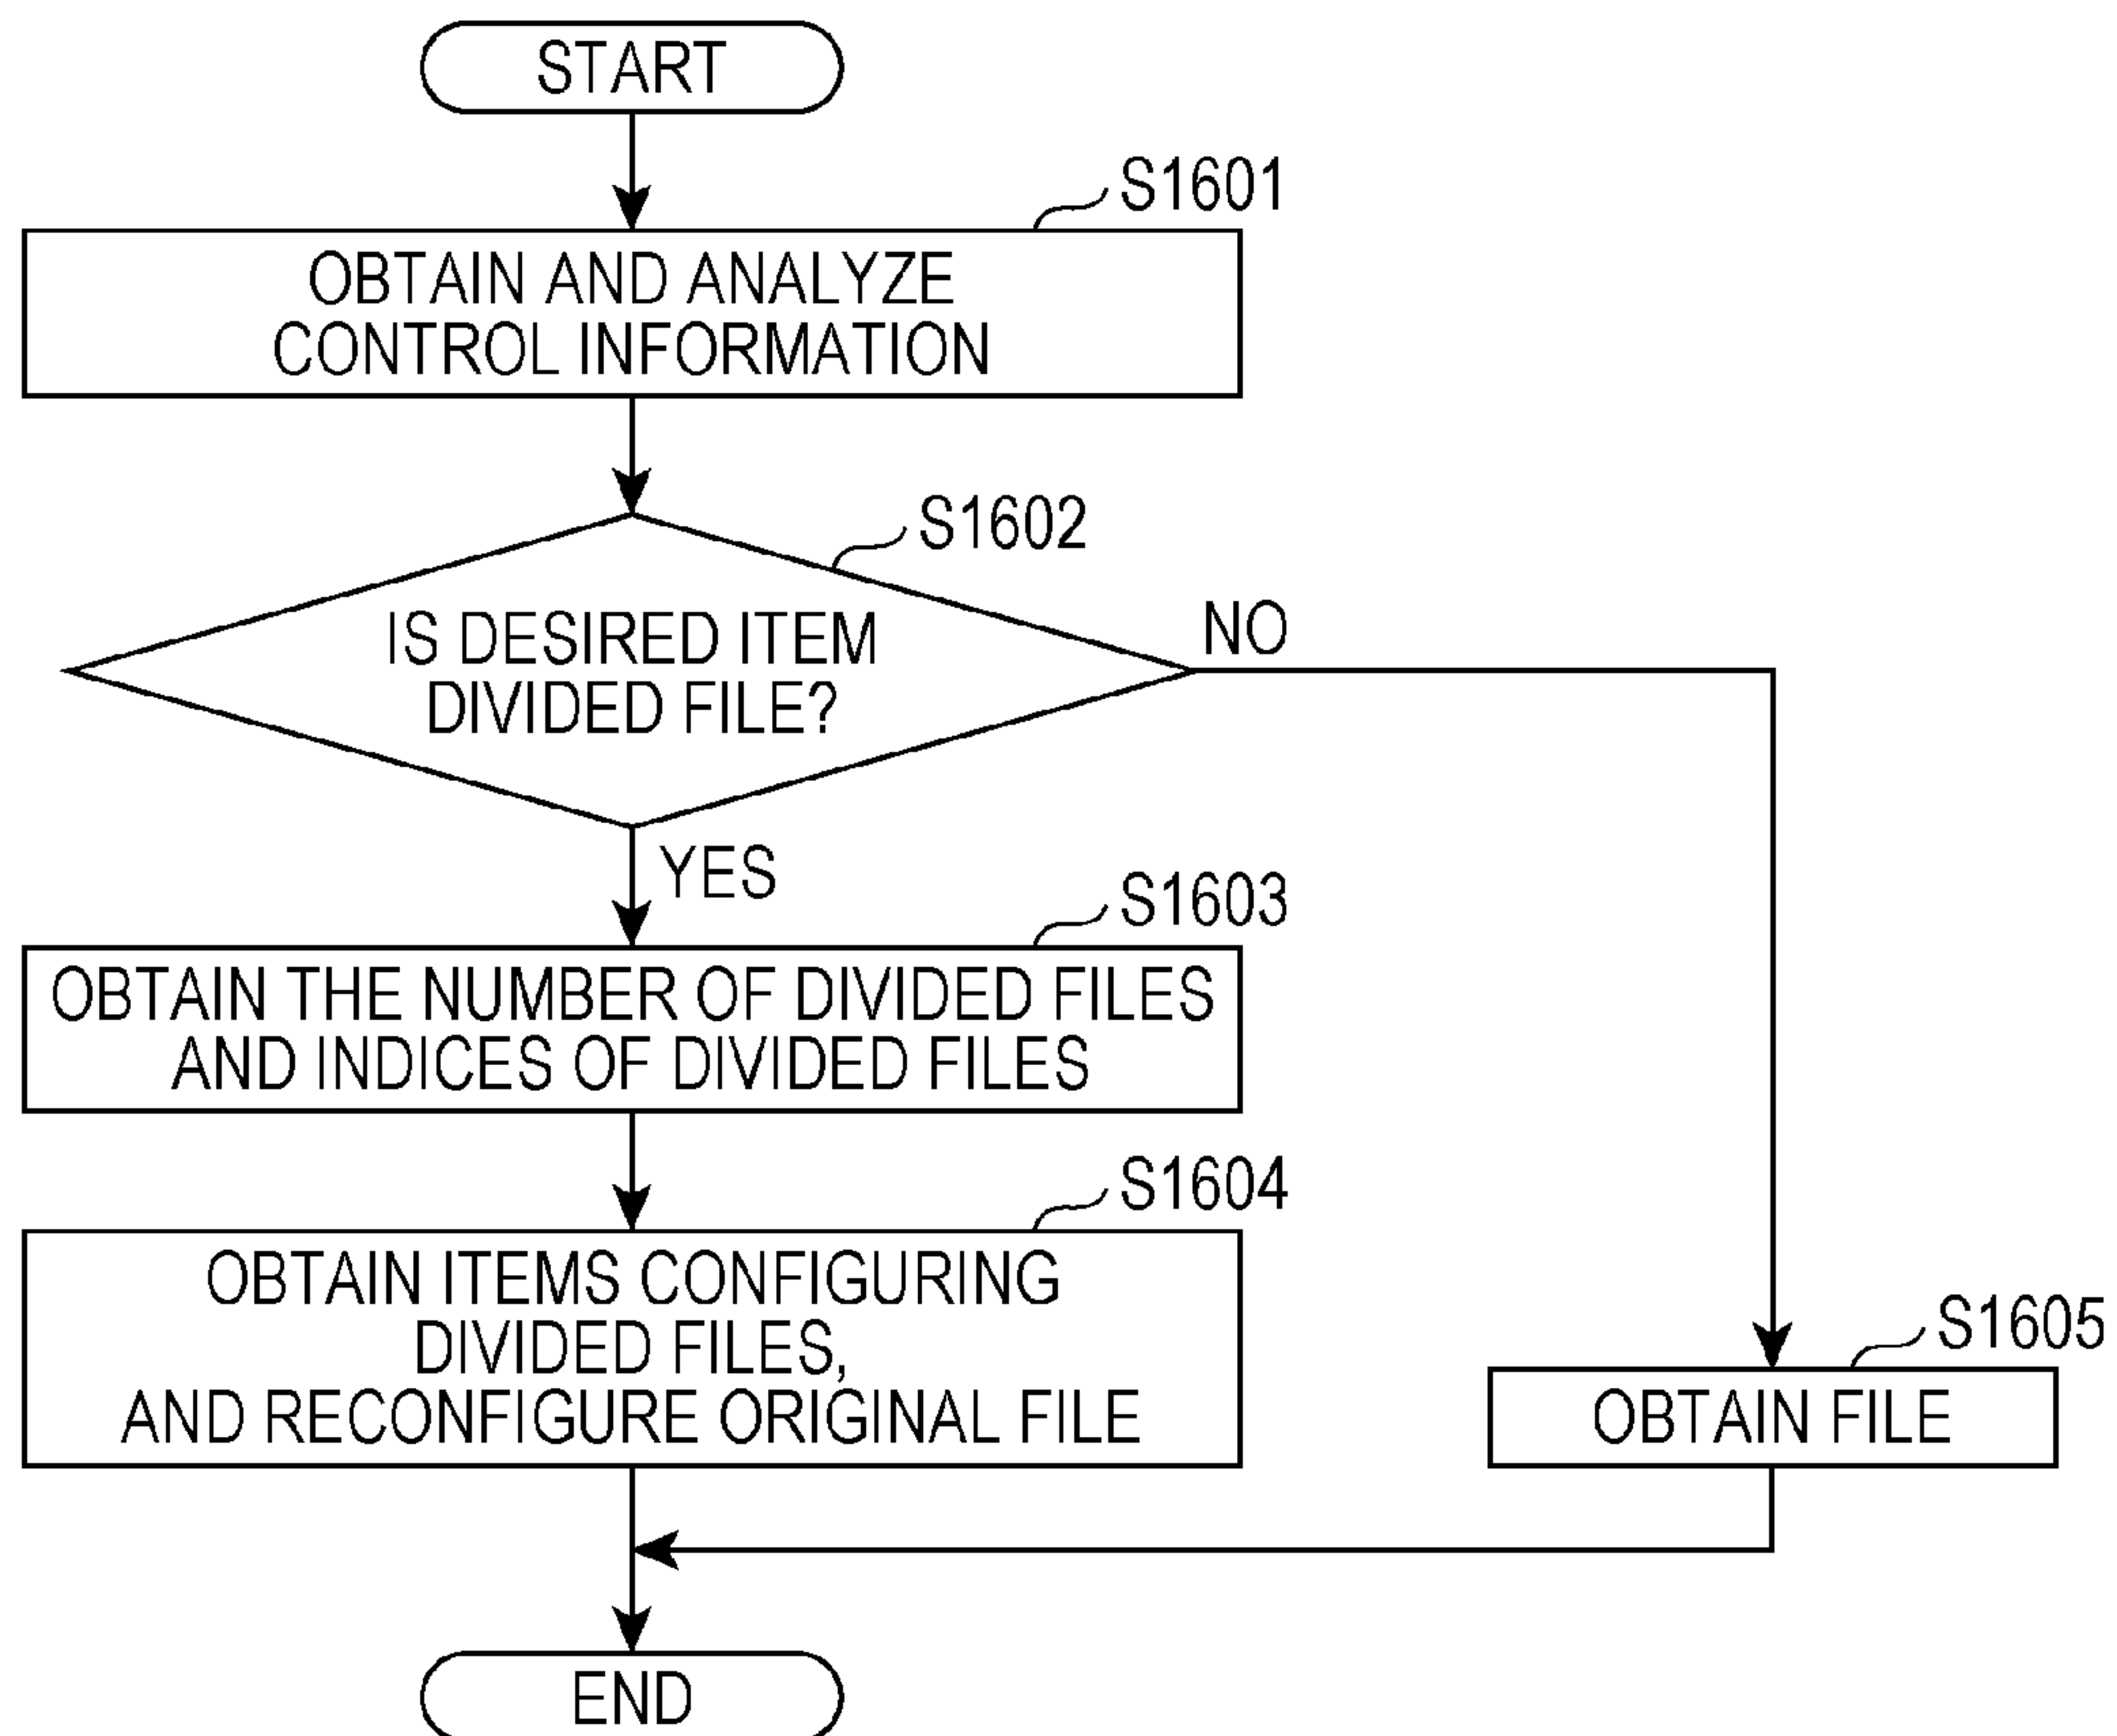 START
S1601
OBTAIN AND ANALYZE
CONTROL INFORMATION
S1602
IS DESIRED ITEM
DIVIDED FILE?
NO
YES
S1603
OBTAIN THE NUMBER OF DIVIDED FILES
AND INDICES OF DIVIDED FILES
S1604
OBTAIN ITEMS CONFIGURING
DIVIDED FILES,
AND RECONFIGURE ORIGINAL FILE
S1605
OBTAIN FILE
END